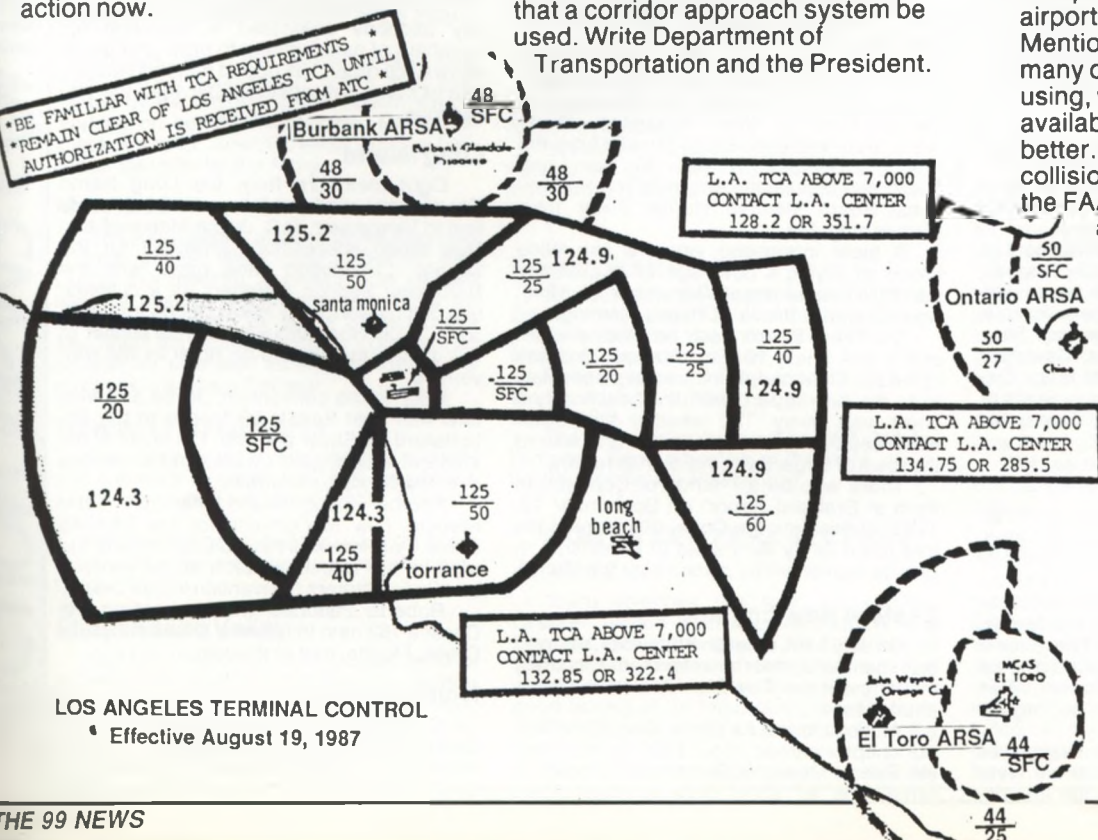 action now.
that a corridor approach system be
used. Write Department of
Transportation and the President.
airport
Mentio
many o
using,
availab
better.
collisio
the FA
*BE FAMILIAR WITH TCA REQUIREMENTS *
*REMAIN CLEAR OF LOS ANGELES TCA UNTIL
AUTHORIZATION IS RECEIVED FROM ATC *
48
SFC
Burbank ARSA
48
30
48
30
L.A. TCA ABOVE 7,000
CONTACT L.A. CENTER
128.2 OR 351.7
125
40
125.2
125
50
125
25
124.9
125.2
santa monica
125
SFC
50
SFC
Ontario ARSA
50
27
Chino
125
20
125
SFC
125
SFC
125
20
125
25
125
40
124.9
L.A. TCA ABOVE 7,000
CONTACT L.A. CENTER
134.75 OR 285.5
124.3
124.3
125
40
125
50
torrance
long
beach
124.9
125
60
L.A. TCA ABOVE 7,000
CONTACT L.A. CENTER
132.85 OR 322.4
MCAS
EL TORO
John Wayne -
Orange Co
El Toro ARSA
44
SFC
44
25
LOS ANGELES TERMINAL CONTROL
Effective August 19, 1987
THE 99 NEWS